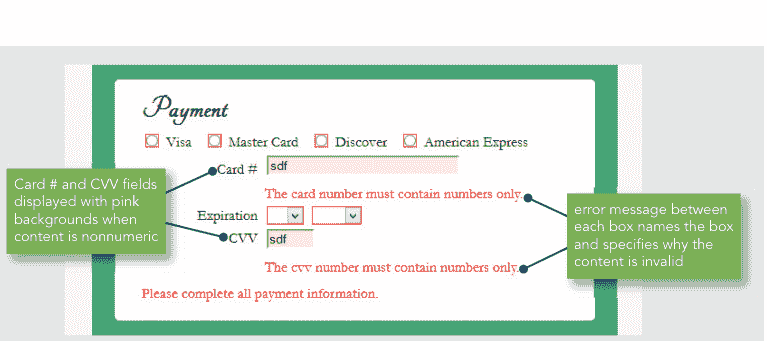 Payment
Visa Master Card Discover American Express
Card # sdf
The card number must contain numbers only.
Expiration
CVV sdf
The cvv number must contain numbers only.
Please complete all payment information.
Card # and CVV fields
displayed with pink
backgrounds when
content is nonnumeric
error message between
each box names the box
and specifies why the
content is invalid